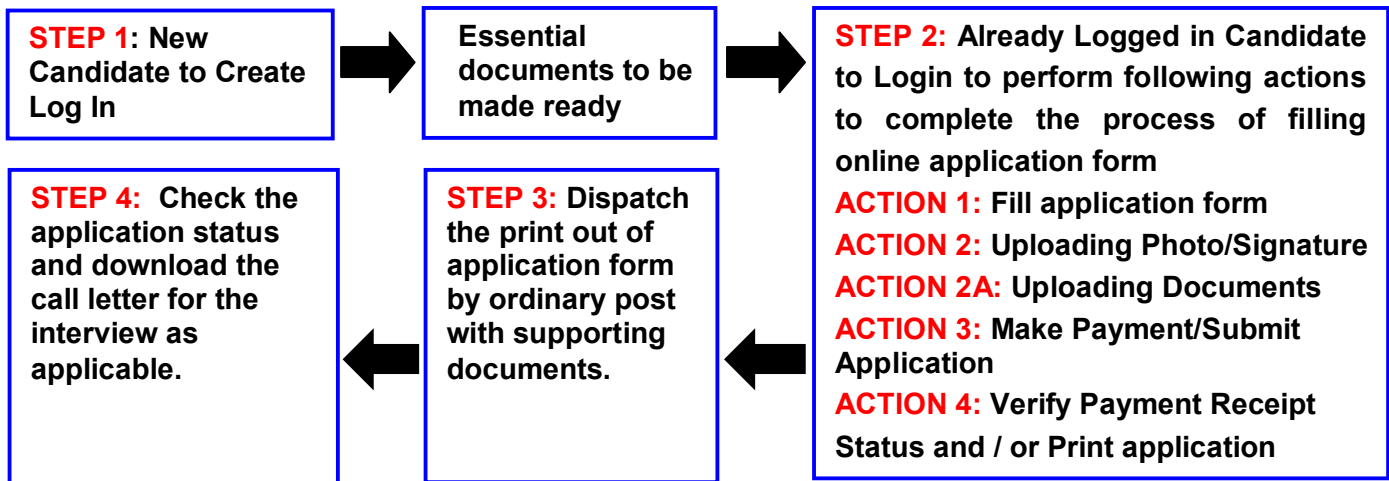 STEP 1: New
Candidate to Create
Log In
Essential
documents to be
made ready
STEP 2: Already Logged in Candidate
to Login to perform following actions
to complete the process of filling
online application form
ACTION 1: Fill application form
ACTION 2: Uploading Photo/Signature
ACTION 2A: Uploading Documents
ACTION 3: Make Payment/Submit
Application
ACTION 4: Verify Payment Receipt
Status and / or Print application
STEP 3: Dispatch
the print out of
application form
by ordinary post
with supporting
documents.
STEP 4: Check the
application status
and download the
call letter for the
interview as
applicable.